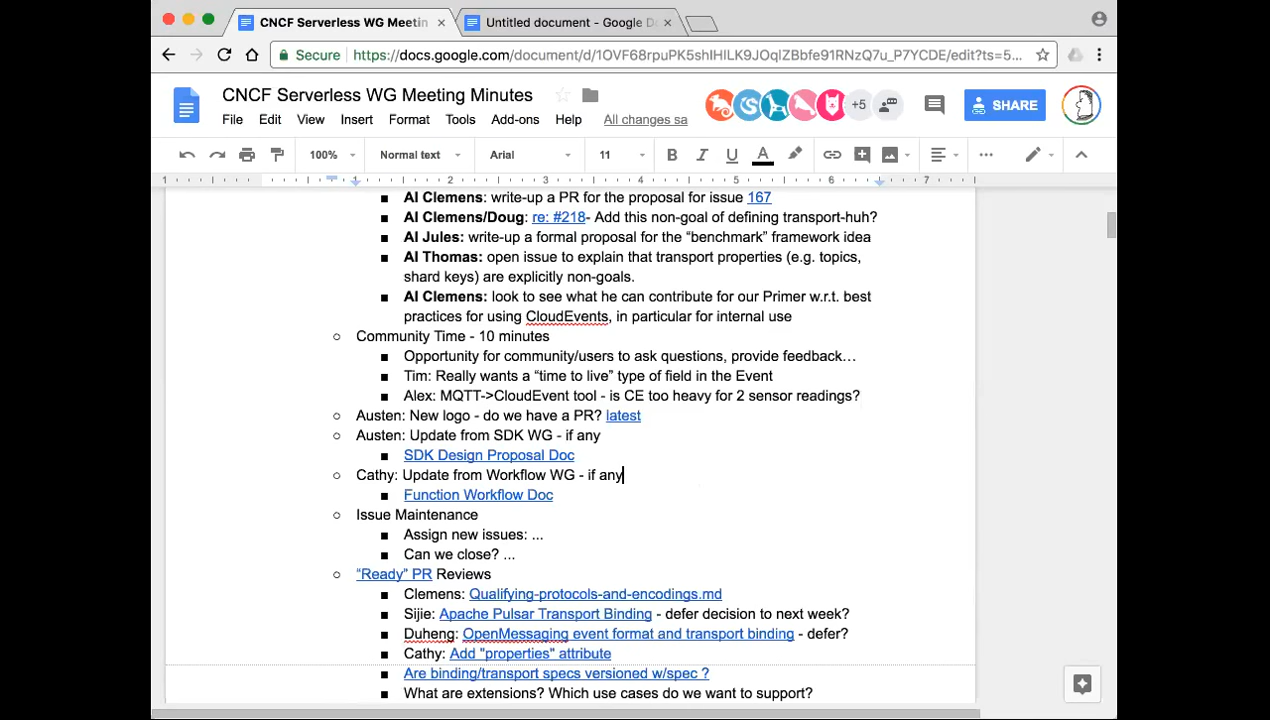 CNCF Serverless WG Meetin
Untitled document - Google D
Secure
https://docs.google.com/document/d/1OVF68rpuPK5shIHILK9JOqlZBbfe91RNzQ7u_P7YCDE/edit?ts=5...
CNCF Serverless WG Meeting Minutes
+5
SHARE
File Edit View Insert Format Tools Add-ons Help All changes sa
100% Normal text Arial 11 B I U A
1 1 2 3 4 5 6 7
AI Clemens: write-up a PR for the proposal for issue 167
AI Clemens/Doug: re: #218- Add this non-goal of defining transport-huh?
AI Jules: write-up a formal proposal for the “benchmark” framework idea
AI Thomas: open issue to explain that transport properties (e.g. topics,
shard keys) are explicitly non-goals.
AI Clemens: look to see what he can contribute for our Primer w.r.t. best
practices for using CloudEvents, in particular for internal use
Community Time - 10 minutes
Opportunity for community/users to ask questions, provide feedback…
Tim: Really wants a “time to live” type of field in the Event
Alex: MQTT->CloudEvent tool - is CE too heavy for 2 sensor readings?
Austen: New logo - do we have a PR? latest
Austen: Update from SDK WG - if any
SDK Design Proposal Doc
Cathy: Update from Workflow WG - if any
Function Workflow Doc
Issue Maintenance
Assign new issues: ...
Can we close? ...
“Ready” PR Reviews
Clemens: Qualifying-protocols-and-encodings.md
Sijie: Apache Pulsar Transport Binding - defer decision to next week?
Duheng: OpenMessaging event format and transport binding - defer?
Cathy: Add "properties" attribute
Are binding/transport specs versioned w/spec ?
What are extensions? Which use cases do we want to support?